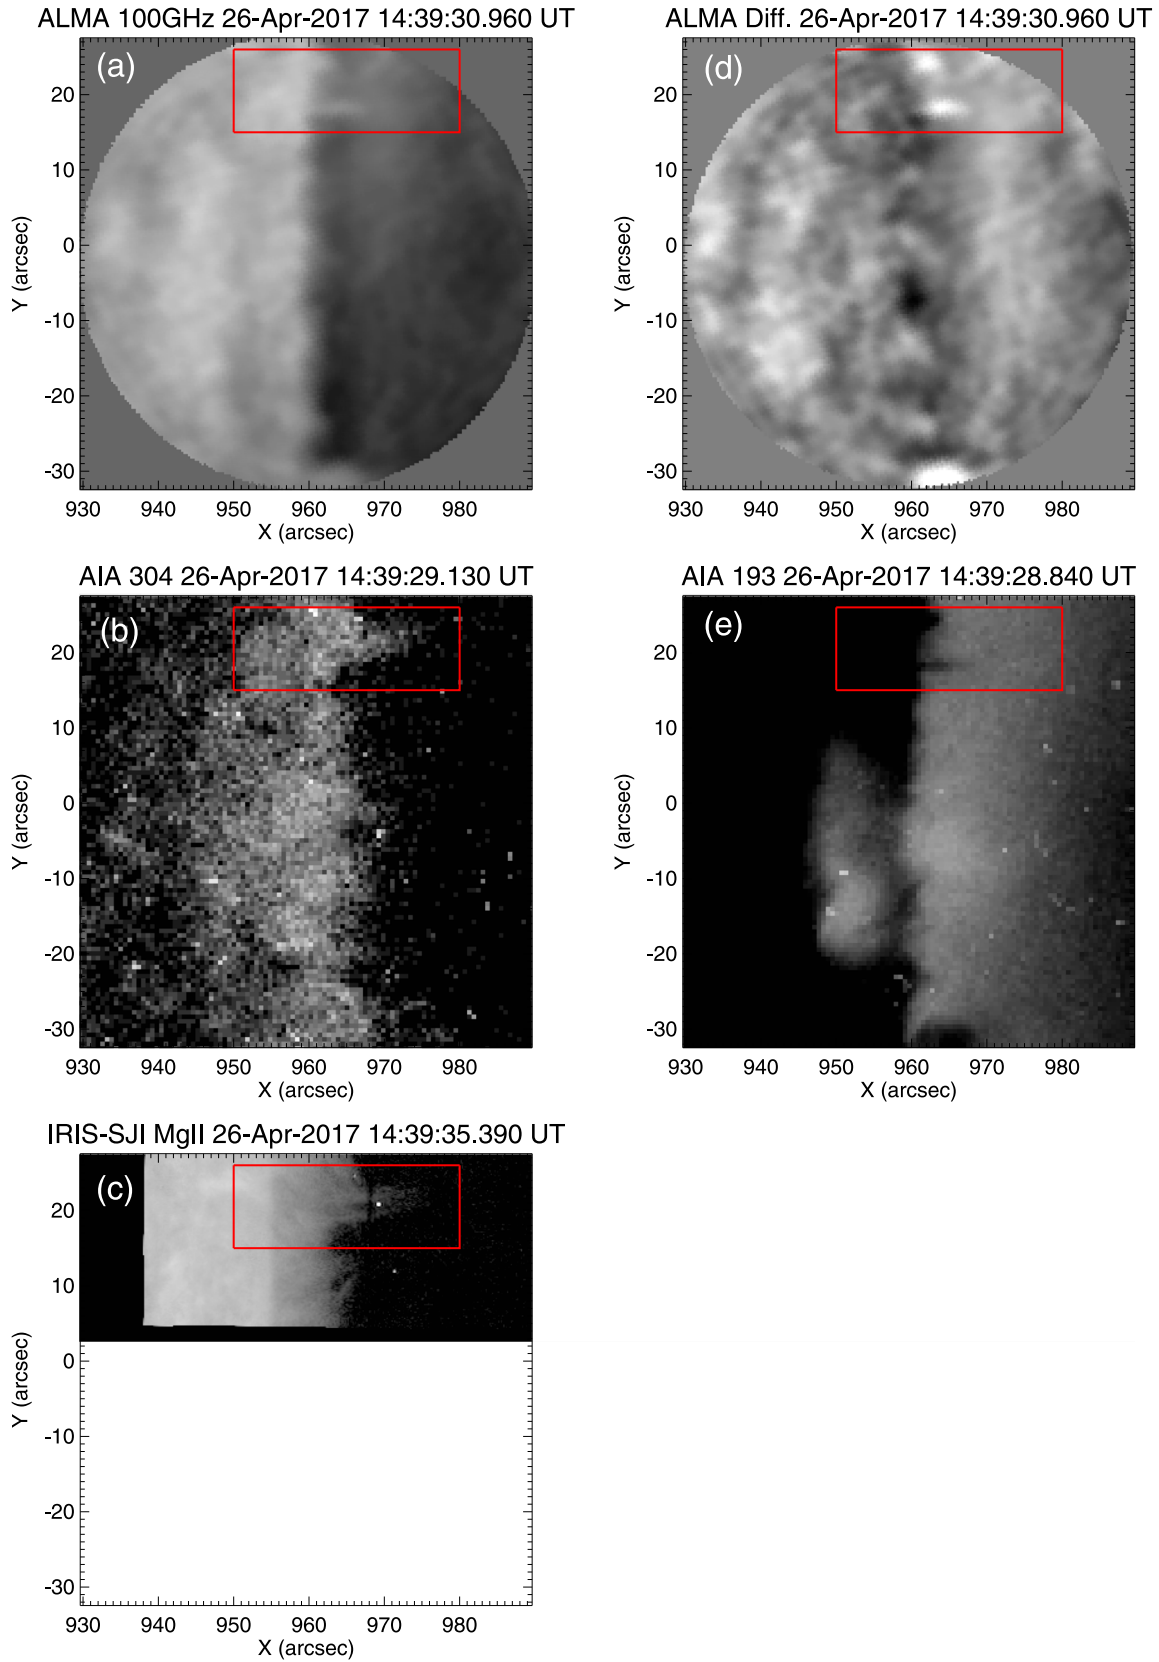 ALMA 100GHz 26-Apr-2017 14:39:30.960 UT
(a)
20
10
0
-10
-20
-30
Y (arcsec)
930 940 950 960 970 980
X (arcsec)
ALMA Diff. 26-Apr-2017 14:39:30.960 UT
(d)
20
10
0
-10
-20
-30
Y (arcsec)
930 940 950 960 970 980
X (arcsec)
AIA 304 26-Apr-2017 14:39:29.130 UT
(b)
20
10
0
-10
-20
-30
Y (arcsec)
930 940 950 960 970 980
X (arcsec)
AIA 193 26-Apr-2017 14:39:28.840 UT
(e)
20
10
0
-10
-20
-30
Y (arcsec)
930 940 950 960 970 980
X (arcsec)
IRIS-SJI MgII 26-Apr-2017 14:39:35.390 UT
(c)
20
10
0
-10
-20
-30
Y (arcsec)
930 940 950 960 970 980
X (arcsec)